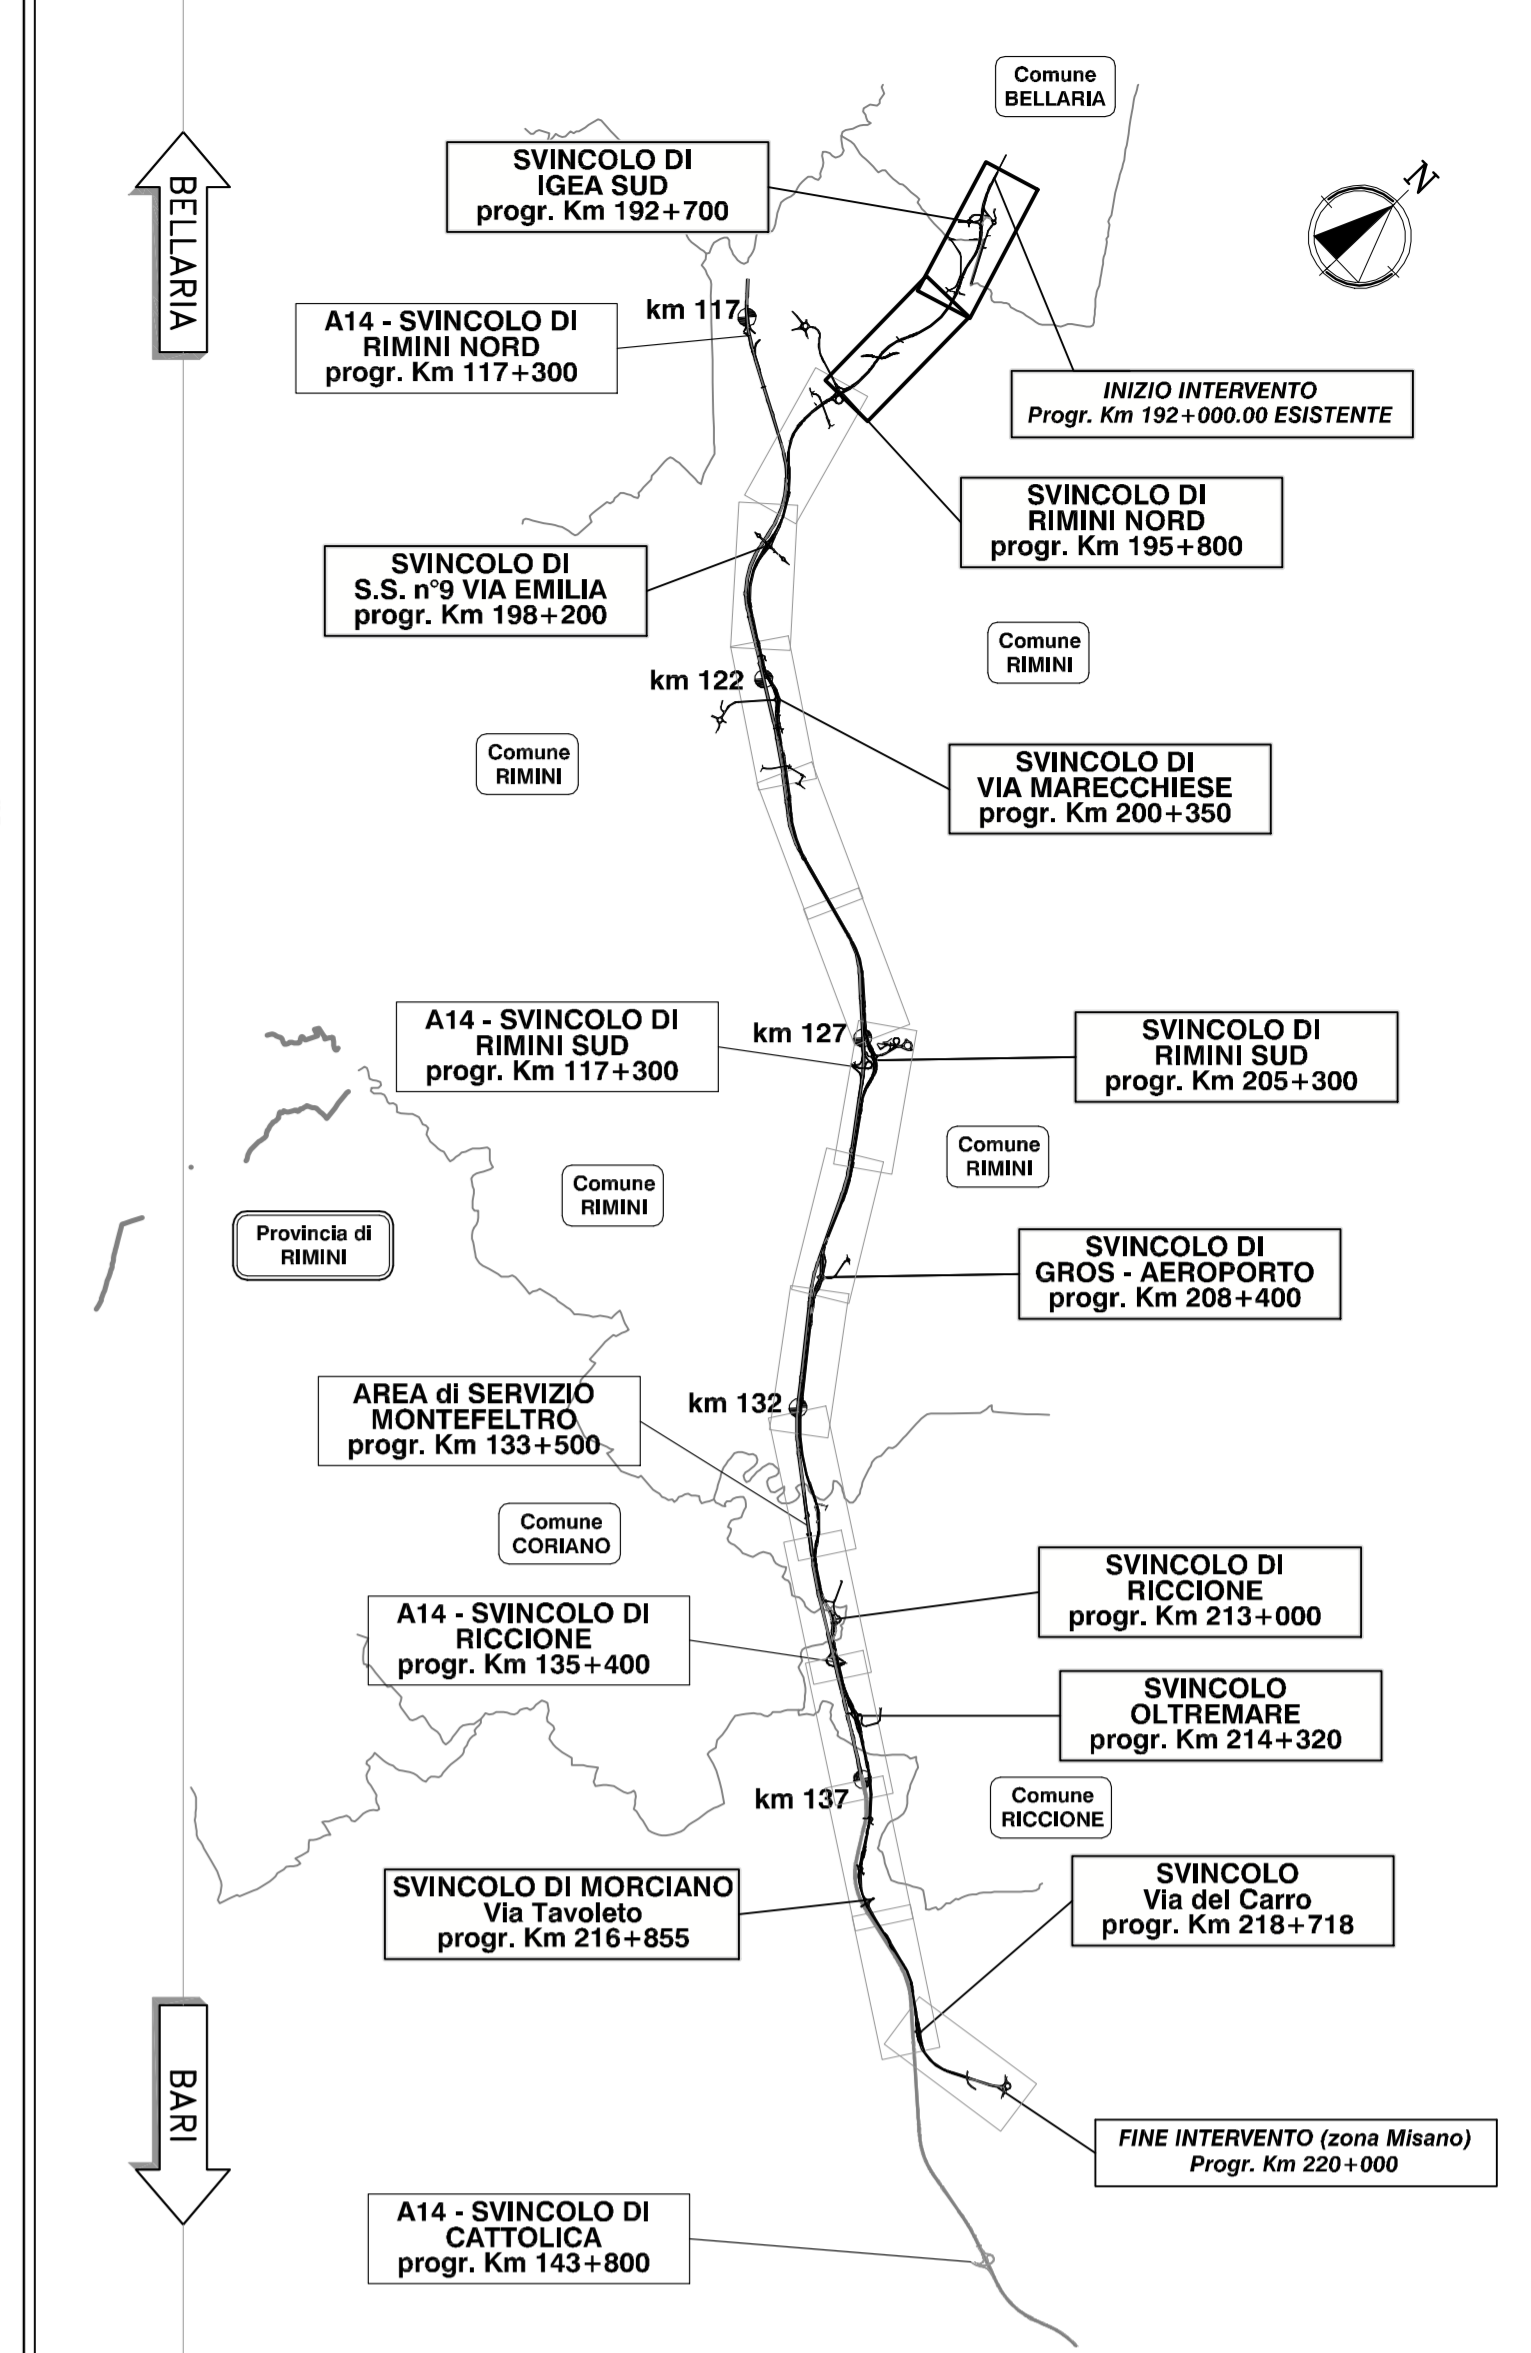 Comune
BELLARIA
SVINCOLO DI
IGEA SUD
progr. Km 192+700
N
BELLARIA
A14 - SVINCOLO DI
RIMINI NORD
progr. Km 117+300
km 117
INIZIO INTERVENTO
Progr. Km 192+000.00 ESISTENTE
SVINCOLO DI
RIMINI NORD
progr. Km 195+800
SVINCOLO DI
S.S. n°9 VIA EMILIA
progr. Km 198+200
Comune
RIMINI
km 122
Comune
RIMINI
SVINCOLO DI
VIA MARECCHIESE
progr. Km 200+350
A14 - SVINCOLO DI
RIMINI SUD
progr. Km 117+300
km 127
SVINCOLO DI
RIMINI SUD
progr. Km 205+300
Comune
RIMINI
Comune
RIMINI
Provincia di
RIMINI
SVINCOLO DI
GROS - AEROPORTO
progr. Km 208+400
AREA di SERVIZIO
MONTEFELTRO
progr. Km 133+500
km 132
Comune
CORIANO
SVINCOLO DI
RICCIONE
progr. Km 213+000
A14 - SVINCOLO DI
RICCIONE
progr. Km 135+400
SVINCOLO
OLTREMARE
progr. Km 214+320
km 137
Comune
RICCIONE
SVINCOLO DI MORCIANO
Via Tavoleto
progr. Km 216+855
SVINCOLO
Via del Carro
progr. Km 218+718
BARI
FINE INTERVENTO (zona Misano)
Progr. Km 220+000
A14 - SVINCOLO DI
CATTOLICA
progr. Km 143+800